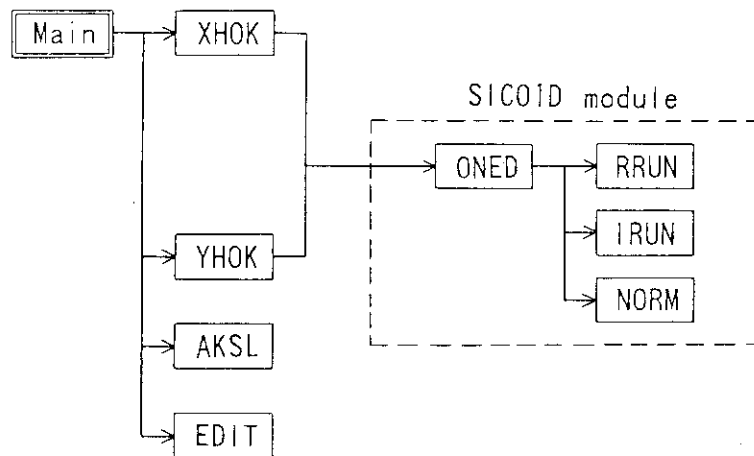 Main
XHOK
SICOID module
ONED
RRUN
IRUN
YHOK
NORM
AKSL
EDIT